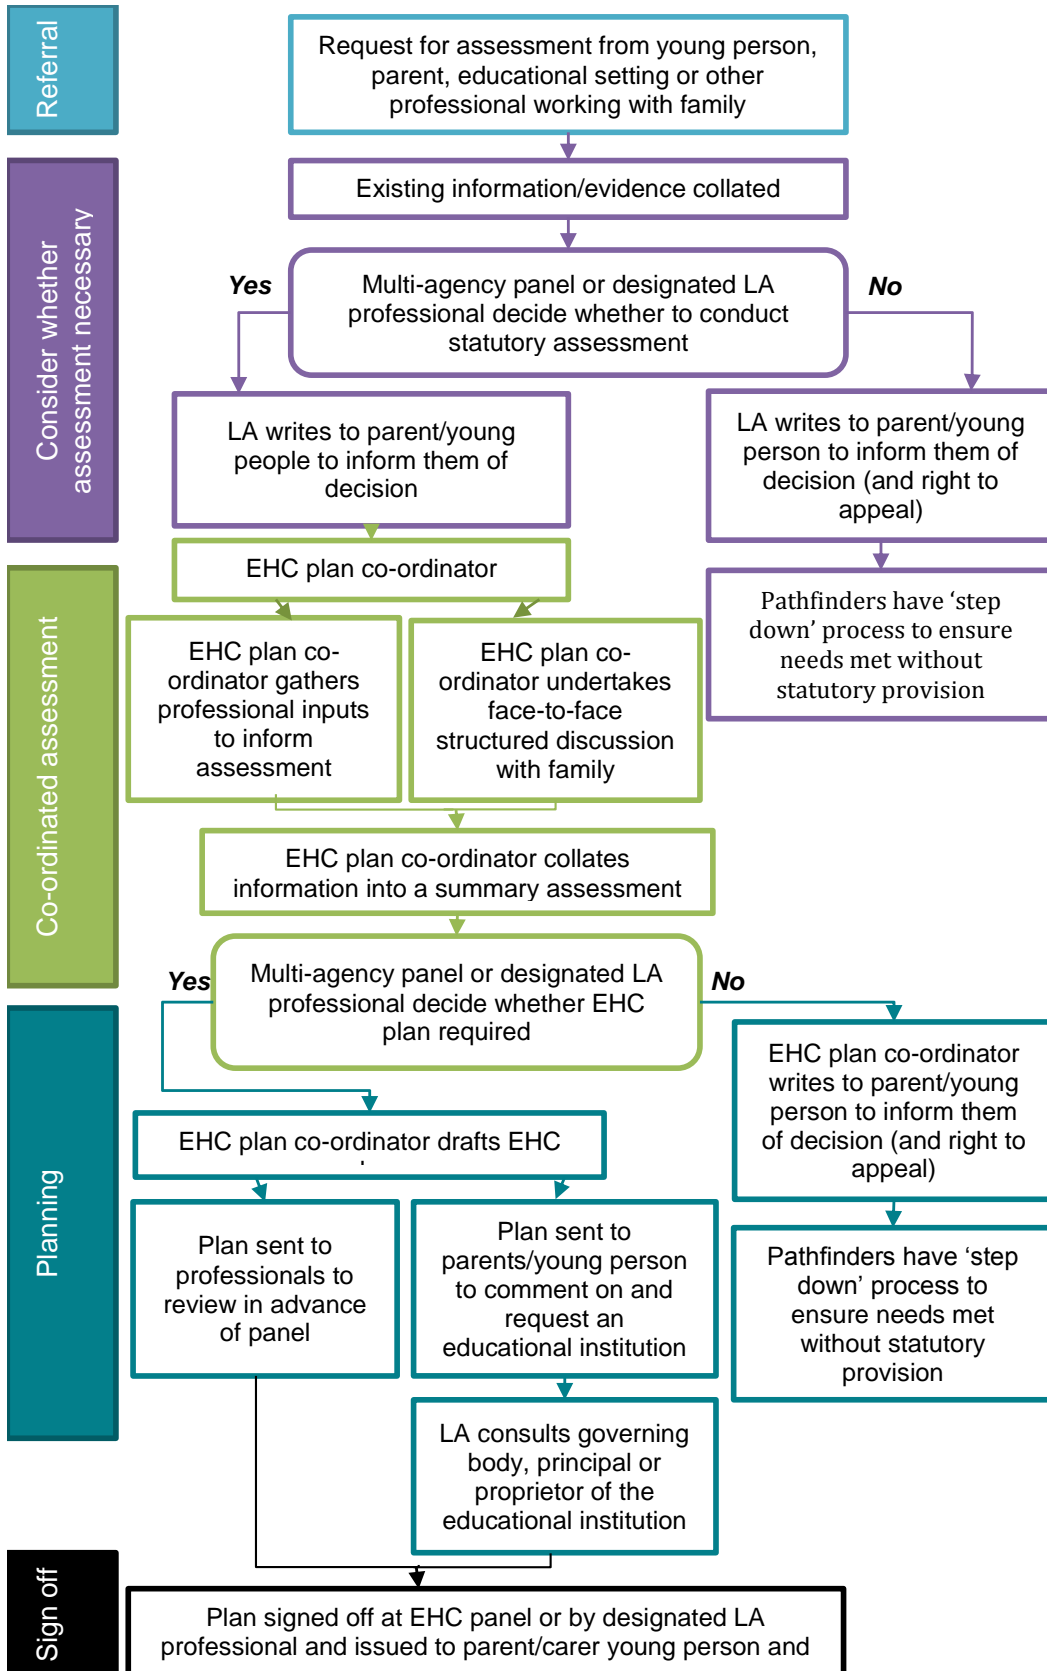 Referral
Request for assessment from young person,
parent, educational setting or other
professional working with family
Consider whether
assessment necessary
Existing information/evidence collated
Yes
Multi-agency panel or designated LA
professional decide whether to conduct
statutory assessment
No
LA writes to parent/young
people to inform them of
decision
LA writes to parent/young
person to inform them of
decision (and right to
appeal)
Pathfinders have ‘step
down’ process to ensure
needs met without
statutory provision
Co-ordinated assessment
EHC plan co-ordinator
EHC plan co-
ordinator gathers
professional inputs
to inform
assessment
EHC plan co-
ordinator undertakes
face-to-face
structured discussion
with family
EHC plan co-ordinator collates
information into a summary assessment
Yes
Multi-agency panel or designated LA
professional decide whether EHC
plan required
No
Planning
EHC plan co-ordinator drafts EHC
EHC plan co-ordinator
writes to parent/young
person to inform them
of decision (and right to
appeal)
Plan sent to
professionals to
review in advance
of panel
Plan sent to
parents/young person
to comment on and
request an
educational institution
Pathfinders have ‘step
down’ process to
ensure needs met
without statutory
provision
LA consults governing
body, principal or
proprietor of the
educational institution
Sign off
Plan signed off at EHC panel or by designated LA
professional and issued to parent/carer young person and